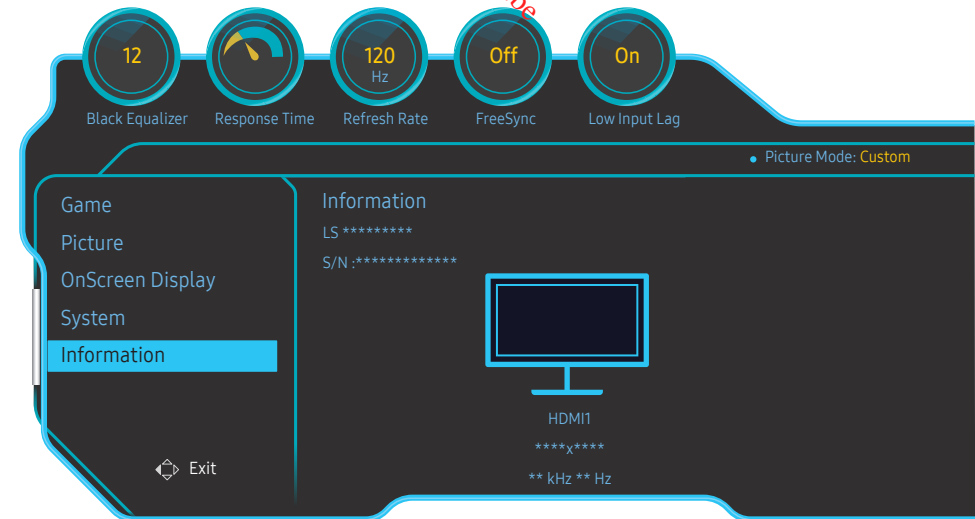 12
120
Hz
Off
On
Black Equalizer
Response Time
Refresh Rate
FreeSync
Low Input Lag
Picture Mode: Custom
Game
Picture
OnScreen Display
System
Information
Exit
Information
LS *********
S/N :*************
HDMI1
****x****
** kHz ** Hz